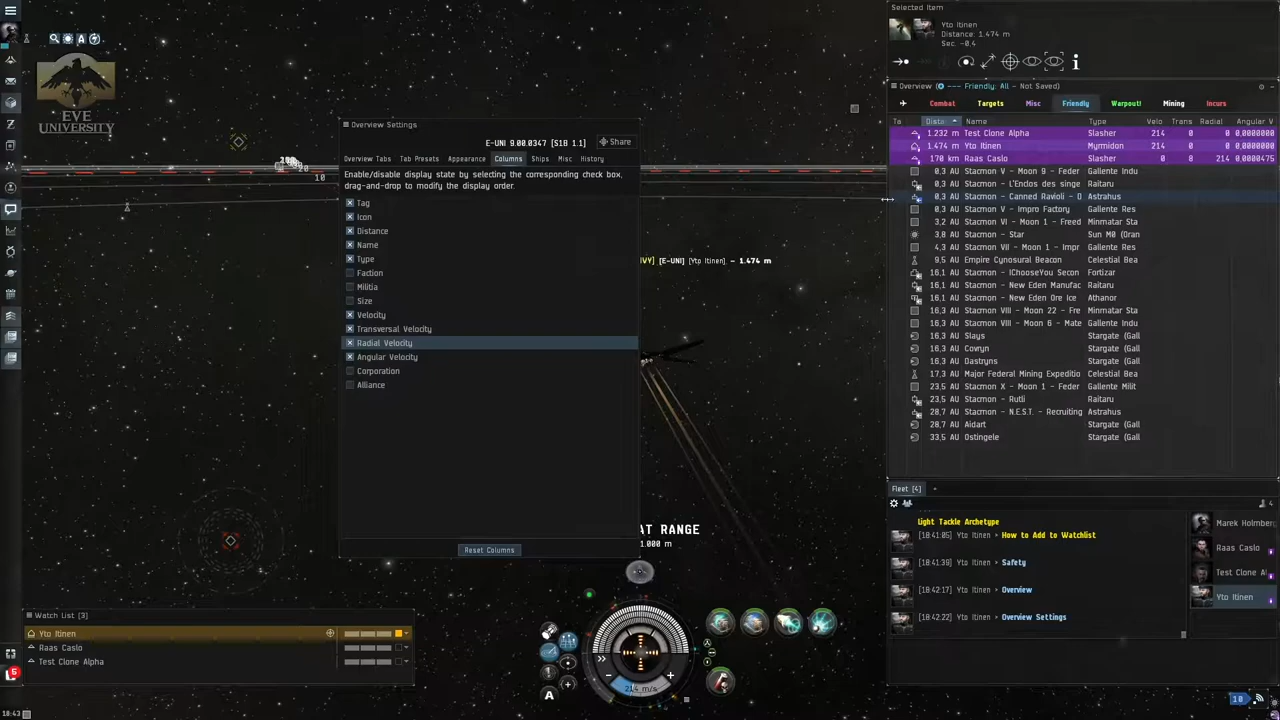 EVE
UNIVERSITY
10
Overview Settings
E-UNI 9.00.0347 [S1B 1.1]
Share
Overview Tabs Tab Presets Appearance Columns Ships Misc History
Enable/disable display state by selecting the corresponding check box,
drag-and-drop to modify the display order.
Tag
Icon
Distance
Name
Type
Faction
Militia
Size
Velocity
Transversal Velocity
Radial Velocity
Angular Velocity
Corporation
Alliance
Reset Columns
[E-UNI] [Yto Itinen] - 1.474 m
AT RANGE
Selected Item
Yto Itinen
Distance: 1.474 m
Sec. -0.4
Overview ( --- Friendly: All - Not Saved)
Combat Targets Misc Friendly Warpout! Mining Incurs
Ta Dista Name Type Velo Trans Radial Angular V
1.232 m Test Clone Alpha Slasher 214 0 0 0,0000000
1.474 m Yto Itinen Myrmidon 214 0 0 0,0000000
170 km Raas Caslo Slasher 0 214 0,0000475
0,3 AU Stacmon V - Moon 9 - Feder Gallente Indu
0,3 AU Stacmon - L'Enclos des singe Raitaru
0,3 AU Stacmon - Canned Ravioli - O Astrahus
0,3 AU Stacmon V - Impro Factory Gallente Res
3,2 AU Stacmon VI - Moon 1 - Freed Minmatar Sta
3,8 AU Stacmon - Star Sun M0 (Oran
4,3 AU Stacmon VII - Moon 1 - Impr Gallente Res
9,5 AU Empire Cynosural Beacon Celestial Bea
16,1 AU Stacmon - IChooseYou Secon Fortizar
16,1 AU Stacmon - New Eden Manufac Raitaru
16,1 AU Stacmon - New Eden Ore Ice Athanor
16,3 AU Stacmon VIII - Moon 22 - Fre Minmatar Sta
16,3 AU Stacmon VIII - Moon 6 - Mate Gallente Indu
16,3 AU Slays Stargate (Gall
16,3 AU Covryn Stargate (Gall
16,3 AU Dastryns Stargate (Gall
17,3 AU Major Federal Mining Expeditio Celestial Bea
23,5 AU Stacmon X - Moon 1 - Feder Gallente Milit
23,5 AU Stacmon - Rutli Raitaru
28,7 AU Stacmon - N.E.S.T. - Recruiting Astrahus
28,7 AU Aidart Stargate (Gall
33,5 AU Ostingele Stargate (Gall
Fleet [4]
4
Light Tackle Archetype
[18:41:05] Yto Itinen > How to Add to Watchlist
[18:41:39] Yto Itinen > Safety
[18:42:17] Yto Itinen > Overview
[18:42:22] Yto Itinen > Overview Settings
Marek Holmber
Raas Caslo
Test Clone Al
Yto Itinen
Watch List (3)
Yto Itinen
Raas Caslo
Test Clone Alpha
214 m/s
5
18:43